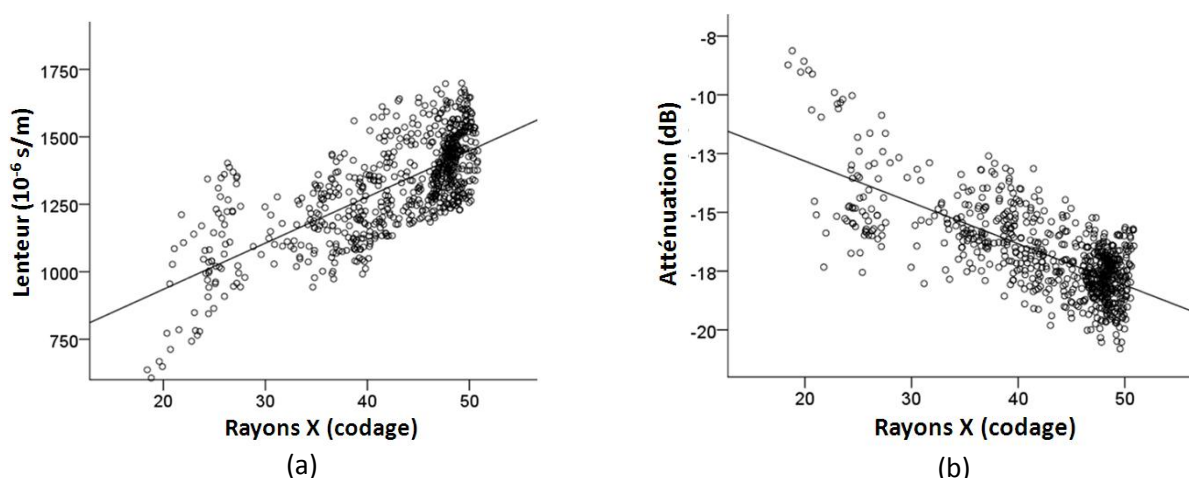 Lenteur (10⁻⁶ s/m)
1750
1500
1250
1000
750
20 30 40 50
Rayons X (codage)
(a)
Atténuation (dB)
-8
-10
-13
-15
-18
-20
20 30 40 50
Rayons X (codage)
(b)